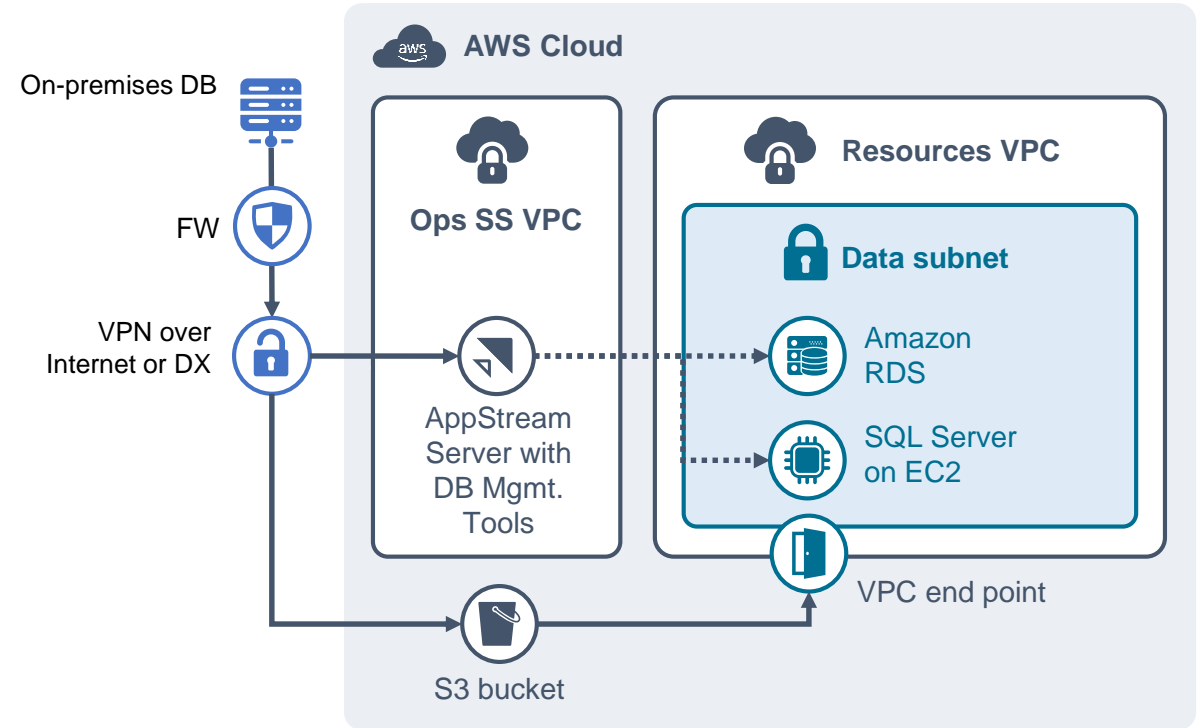 aws
AWS Cloud
On-premises DB
Resources VPC
Ops SS VPC
FW
Data subnet
VPN over
Internet or DX
Amazon
RDS
AppStream
Server with
DB Mgmt.
Tools
SQL Server
on EC2
VPC end point
S3 bucket